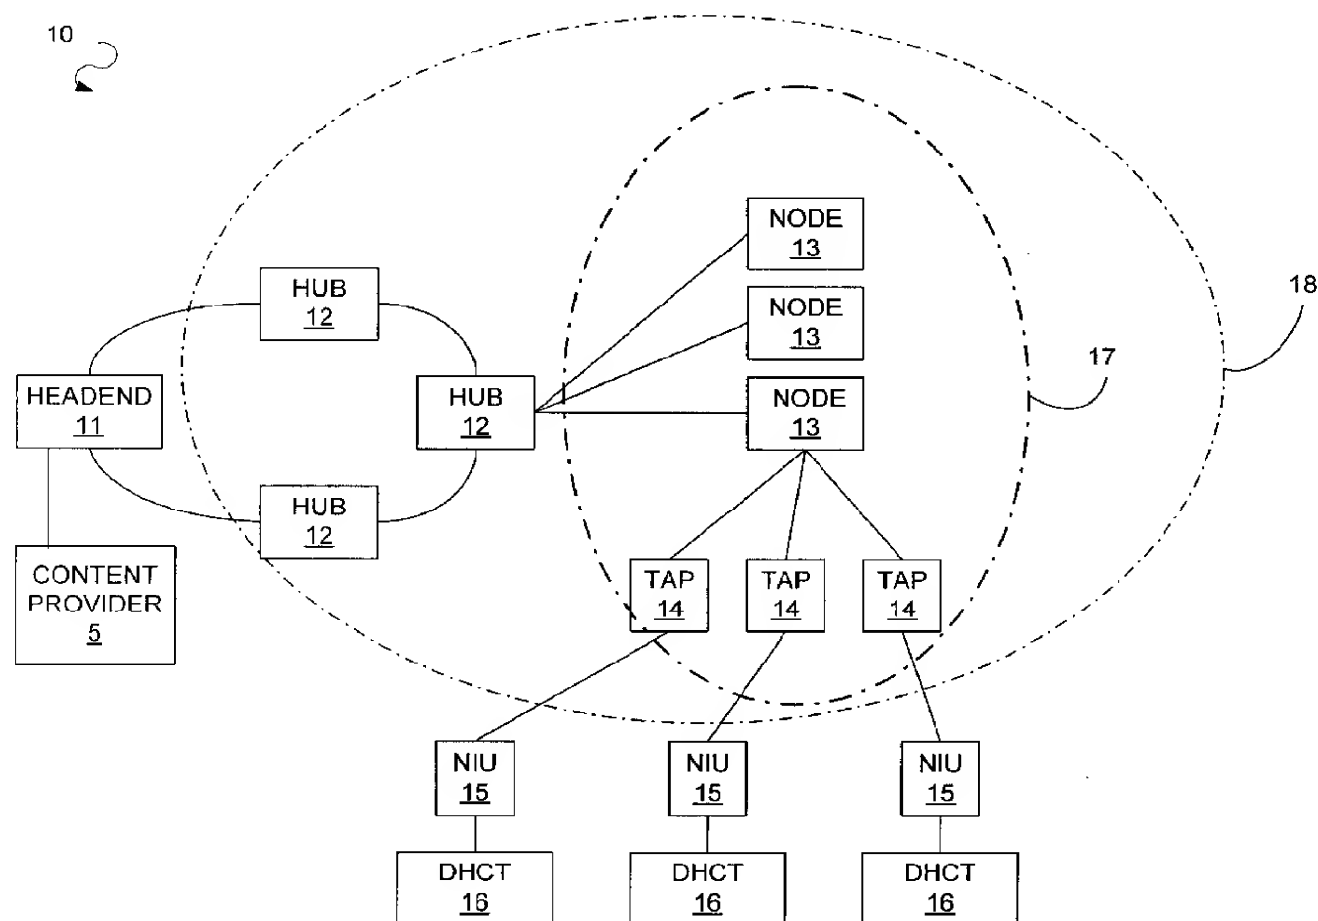 10
NODE
13
HUB
12
NODE
13
18
17
HEADEND
11
HUB
12
NODE
13
HUB
12
CONTENT
PROVIDER
5
TAP
14
TAP
14
TAP
14
NIU
15
NIU
15
NIU
15
DHCT
16
DHCT
16
DHCT
16